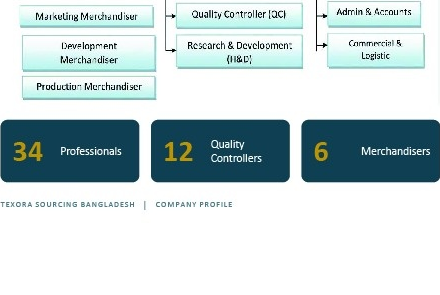 Marketing Merchandiser
Development
Merchandiser
Production Merchandiser
Quality Controller (QC)
Research & Development
(H&D)
Admin & Accounts
Commercial &
Logistic
34 Professionals
12 Quality
Controllers
6 Merchandisers
TEXORA SOURCING BANGLADESH | COMPANY PROFILE